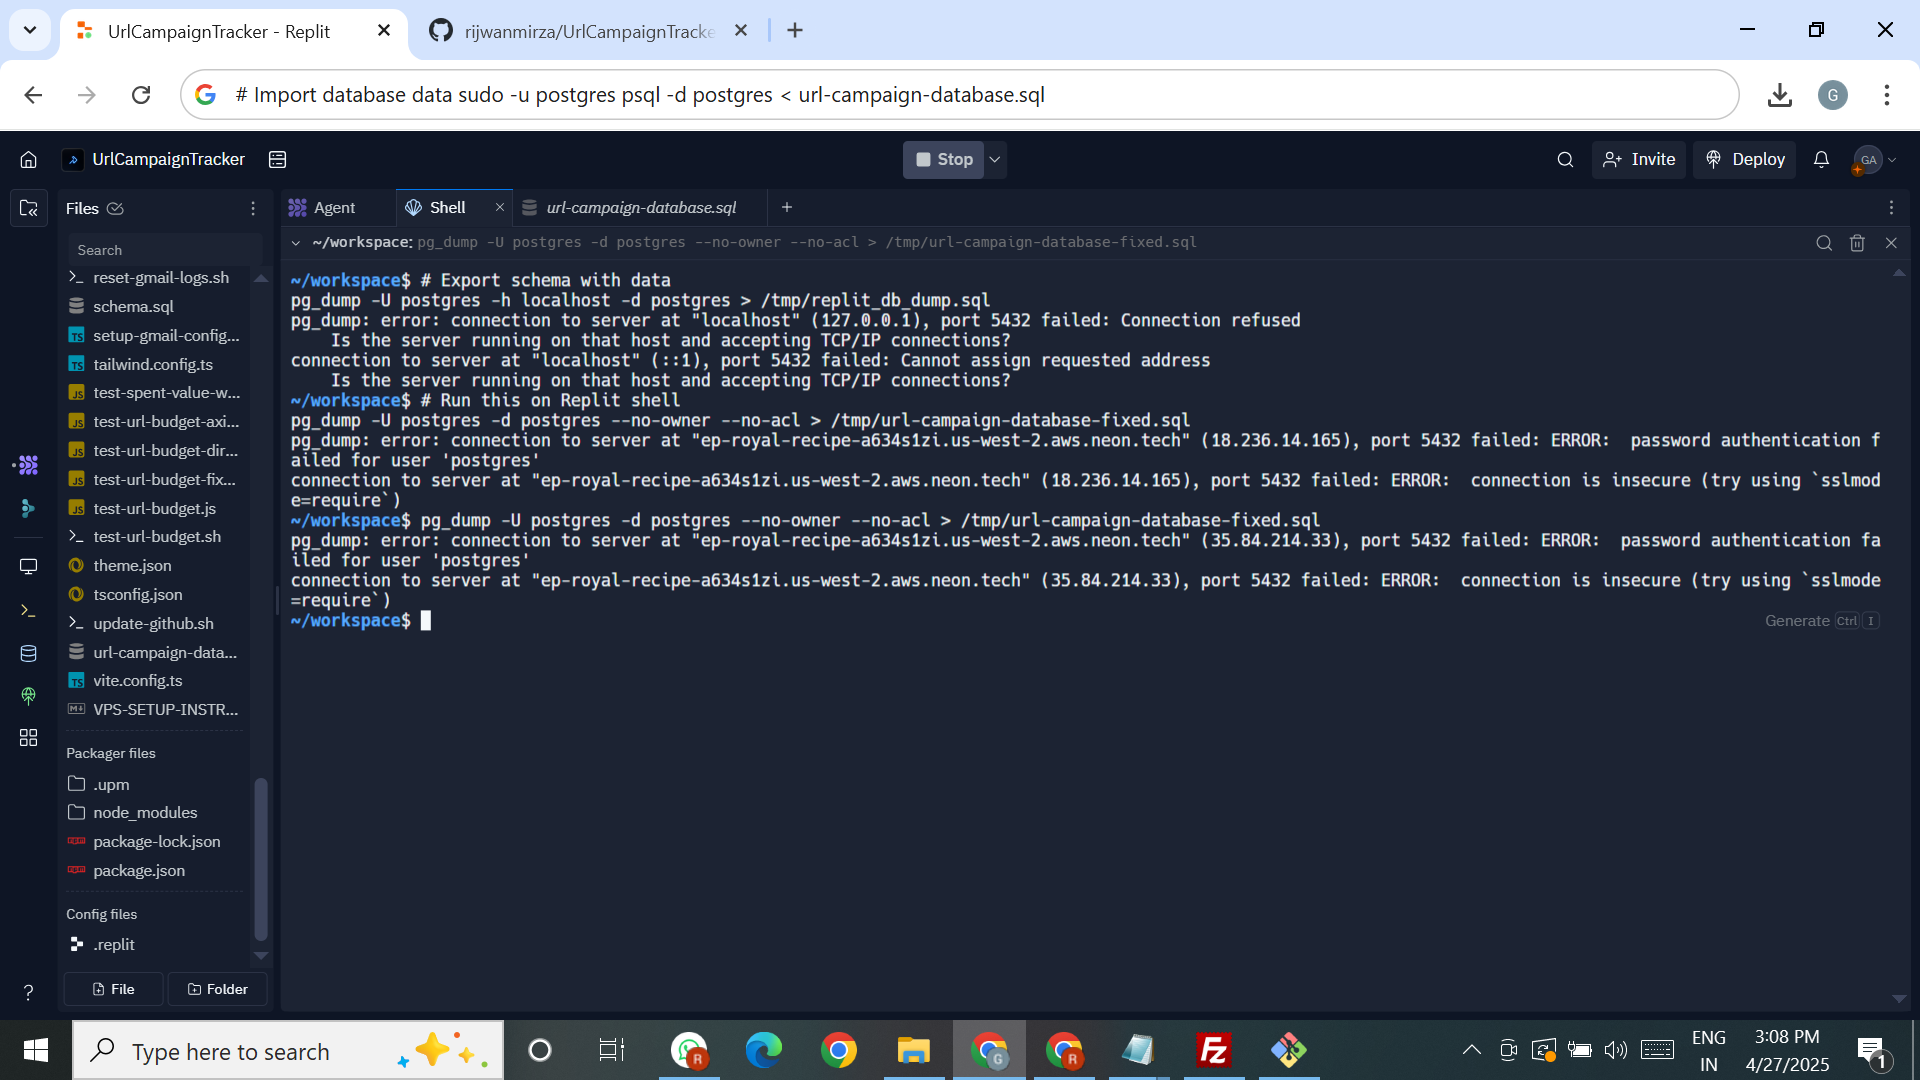 UrlCampaignTracker - Replit
rijwanmirza/UrlCampaignTracke
# Import database data sudo -u postgres psql -d postgres < url-campaign-database.sql
G
UrlCampaignTracker
Stop
Invite
Deploy
GA
Files
Agent
Shell
url-campaign-database.sql
Search
~/workspace: pg_dump -U postgres -d postgres --no-owner --no-acl > /tmp/url-campaign-database-fixed.sql
reset-gmail-logs.sh
schema.sql
setup-gmail-config...
tailwind.config.ts
test-spent-value-w...
test-url-budget-axi...
test-url-budget-dir...
test-url-budget-fix...
test-url-budget.js
test-url-budget.sh
theme.json
tsconfig.json
update-github.sh
url-campaign-data...
vite.config.ts
VPS-SETUP-INSTR...
Packager files
.upm
node_modules
package-lock.json
package.json
Config files
.replit
File
Folder
~/workspace$ # Export schema with data
pg_dump -U postgres -h localhost -d postgres > /tmp/replit_db_dump.sql
pg_dump: error: connection to server at "localhost" (127.0.0.1), port 5432 failed: Connection refused
Is the server running on that host and accepting TCP/IP connections?
connection to server at "localhost" (::1), port 5432 failed: Cannot assign requested address
Is the server running on that host and accepting TCP/IP connections?
~/workspace$ # Run this on Replit shell
pg_dump -U postgres -d postgres --no-owner --no-acl > /tmp/url-campaign-database-fixed.sql
pg_dump: error: connection to server at "ep-royal-recipe-a634s1zi.us-west-2.aws.neon.tech" (18.236.14.165), port 5432 failed: ERROR:  password authentication f
ailed for user 'postgres'
connection to server at "ep-royal-recipe-a634s1zi.us-west-2.aws.neon.tech" (18.236.14.165), port 5432 failed: ERROR:  connection is insecure (try using `sslmod
e=require`)
~/workspace$ pg_dump -U postgres -d postgres --no-owner --no-acl > /tmp/url-campaign-database-fixed.sql
pg_dump: error: connection to server at "ep-royal-recipe-a634s1zi.us-west-2.aws.neon.tech" (35.84.214.33), port 5432 failed: ERROR:  password authentication fa
iled for user 'postgres'
connection to server at "ep-royal-recipe-a634s1zi.us-west-2.aws.neon.tech" (35.84.214.33), port 5432 failed: ERROR:  connection is insecure (try using `sslmode
=require`)
~/workspace$
Generate Ctrl I
Type here to search
ENG
IN
3:08 PM
4/27/2025
1